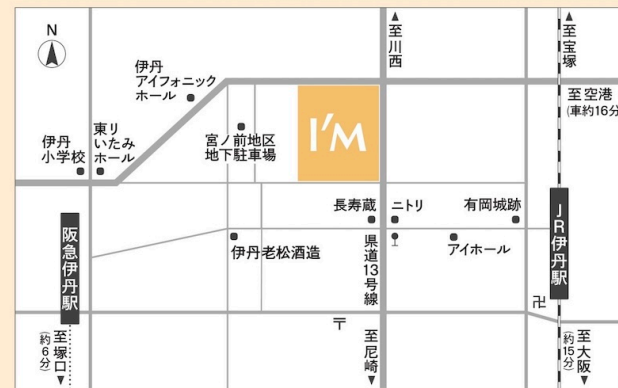 N
至川西
至宝塚
至空港
(車約16分)
伊丹
アイフォニック
ホール
I'M
東リ
いたみ
ホール
伊丹
小学校
宮ノ前地区
地下駐車場
長寿蔵
ニトリ
有岡城跡
JR伊丹駅
阪急伊丹駅
伊丹老松酒造
県道13号線
アイホール
卍
〒
至塚口
(約6分)
至尼崎
至大阪
(約15分)